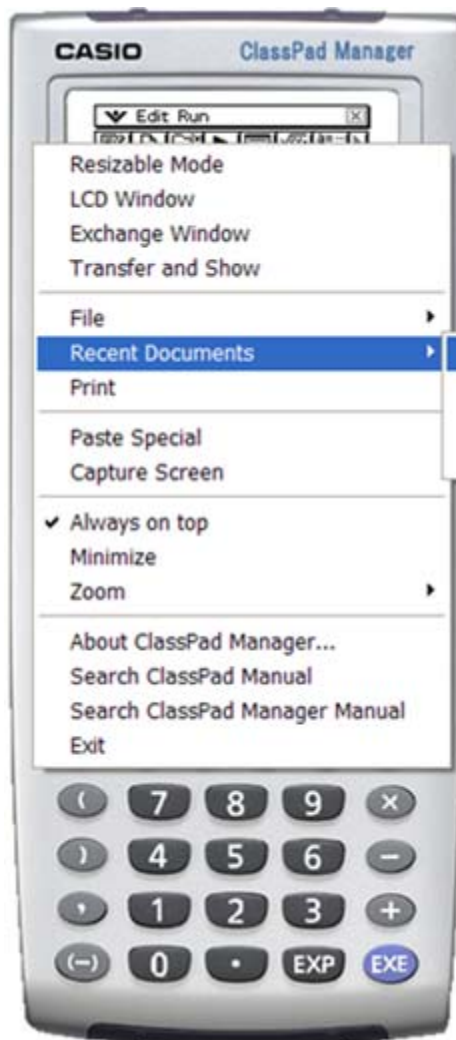 CASIO ClassPad Manager
Edit Run
Resizable Mode
LCD Window
Exchange Window
Transfer and Show
File
Recent Documents
Print
Paste Special
Capture Screen
Always on top
Minimize
Zoom
About ClassPad Manager...
Search ClassPad Manual
Search ClassPad Manager Manual
Exit
( 7 8 9 ×
) 4 5 6 −
, 1 2 3 +
(−) 0 · EXP EXE